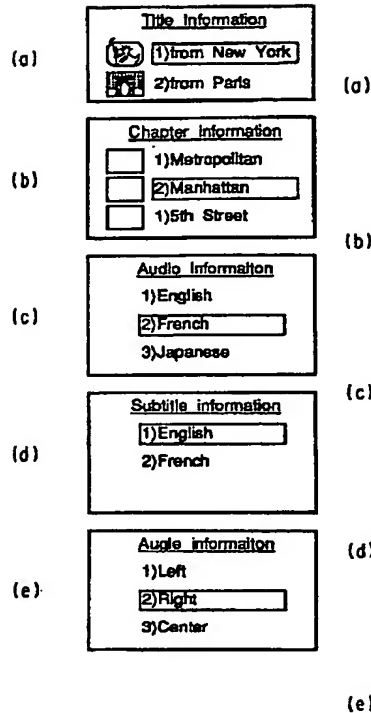 Title Information
(a)
1)from New York
2)from Paris
(a)
Chapter Information
(b)
1)Metropolitan
2)Manhattan
1)5th Street
(b)
Audio Informaiton
(c)
1)English
2)French
3)Japanese
(c)
Subtitle information
(d)
1)English
2)French
Augle informaiton
(d)
(e)
1)Left
2)Right
3)Center
(e)